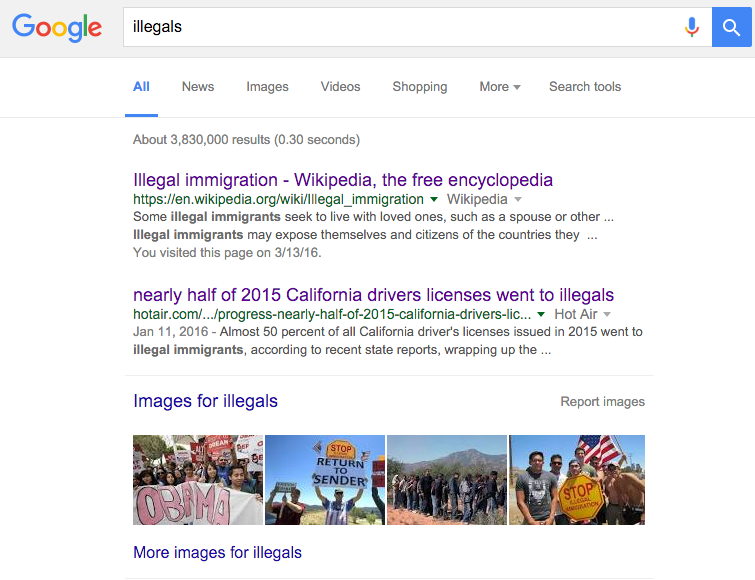 Google
illegals
All News Images Videos Shopping More Search tools
About 3,830,000 results (0.30 seconds)
Illegal immigration - Wikipedia, the free encyclopedia
https://en.wikipedia.org/wiki/Illegal_immigration Wikipedia
Some illegal immigrants seek to live with loved ones, such as a spouse or other ...
Illegal immigrants may expose themselves and citizens of the countries they ...
You visited this page on 3/13/16.
nearly half of 2015 California drivers licenses went to illegals
hotair.com/.../progress-nearly-half-of-2015-california-drivers-lic... Hot Air
Jan 11, 2016 - Almost 50 percent of all California driver's licenses issued in 2015 went to
illegal immigrants, according to recent state reports, wrapping up the ...
Images for illegals
Report images
DREAM
OBAMA
STOP
RETURN
TO
SENDER
STOP
ILLEGAL
IMMIGRATION
More images for illegals